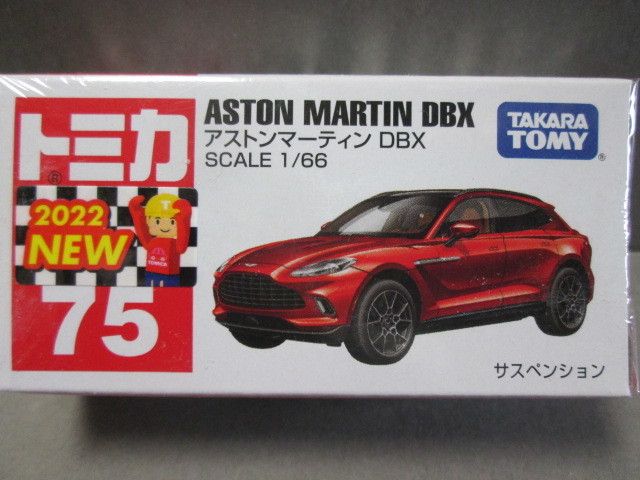 トミカ
®
2022
NEW
75
ASTON MARTIN DBX
アストンマーティン DBX
SCALE 1/66
TAKARA
TOMY
®
サスペンション